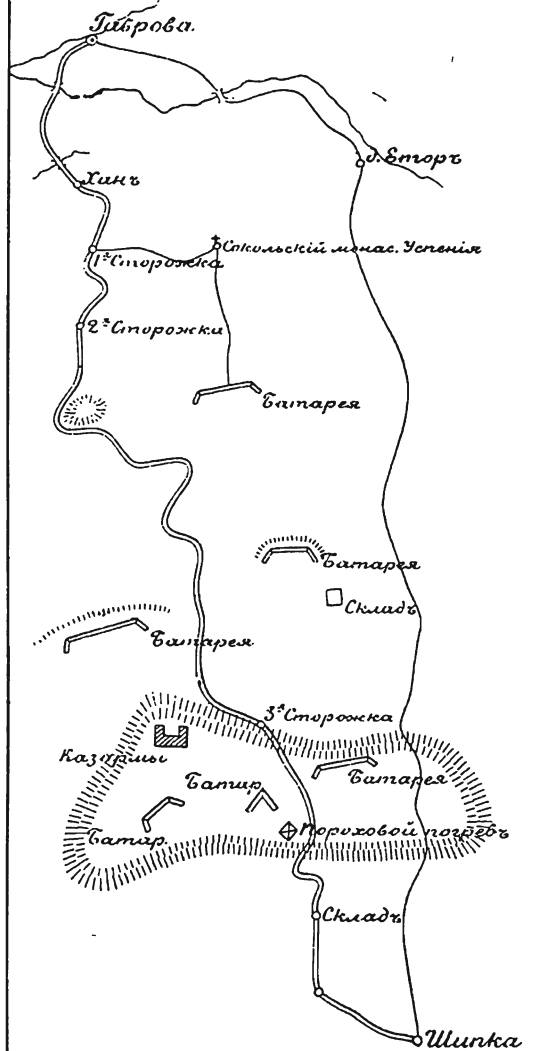 Габрова.
д. Егоръ
Ханъ
Сокольскій монас. Успенія
1ª Сторожка
2ª Сторожка
Батарея
Батарея
Складъ
Батарея
3ª Сторожка
Казармы
Батарея
Батар
Батар.
Пороховой погребъ
Складъ
Шипка